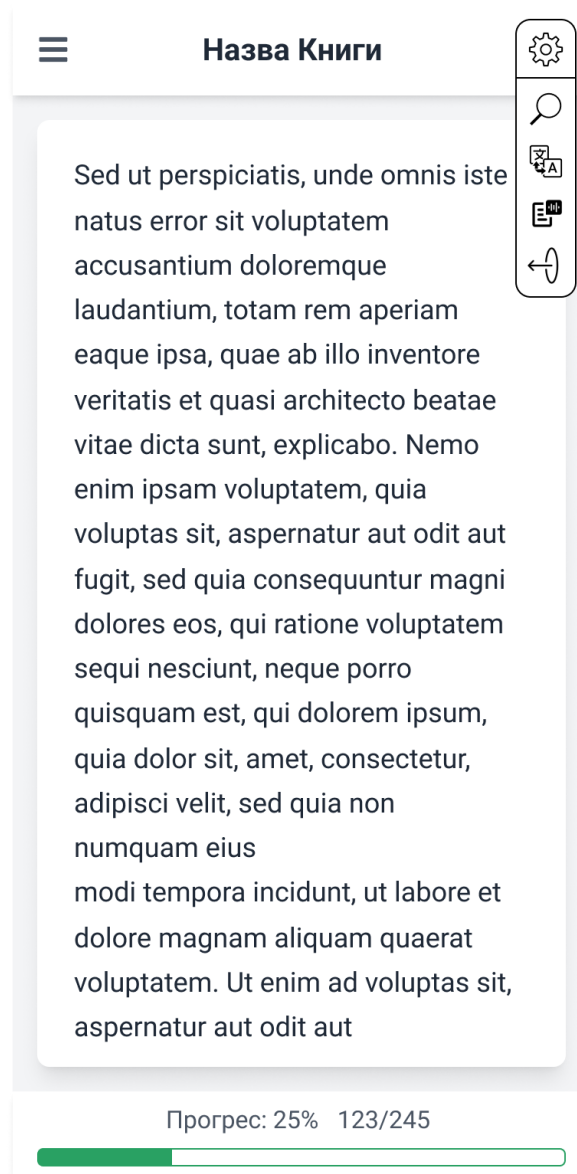 Назва Книги
Sed ut perspiciatis, unde omnis iste
natus error sit voluptatem
accusantium doloremque
laudantium, totam rem aperiam
eaque ipsa, quae ab illo inventore
veritatis et quasi architecto beatae
vitae dicta sunt, explicabo. Nemo
enim ipsam voluptatem, quia
voluptas sit, aspernatur aut odit aut
fugit, sed quia consequuntur magni
dolores eos, qui ratione voluptatem
sequi nesciunt, neque porro
quisquam est, qui dolorem ipsum,
quia dolor sit, amet, consectetur,
adipisci velit, sed quia non
numquam eius
modi tempora incidunt, ut labore et
dolore magnam aliquam quaerat
voluptatem. Ut enim ad voluptas sit,
aspernatur aut odit aut
Прогрес: 25% 123/245